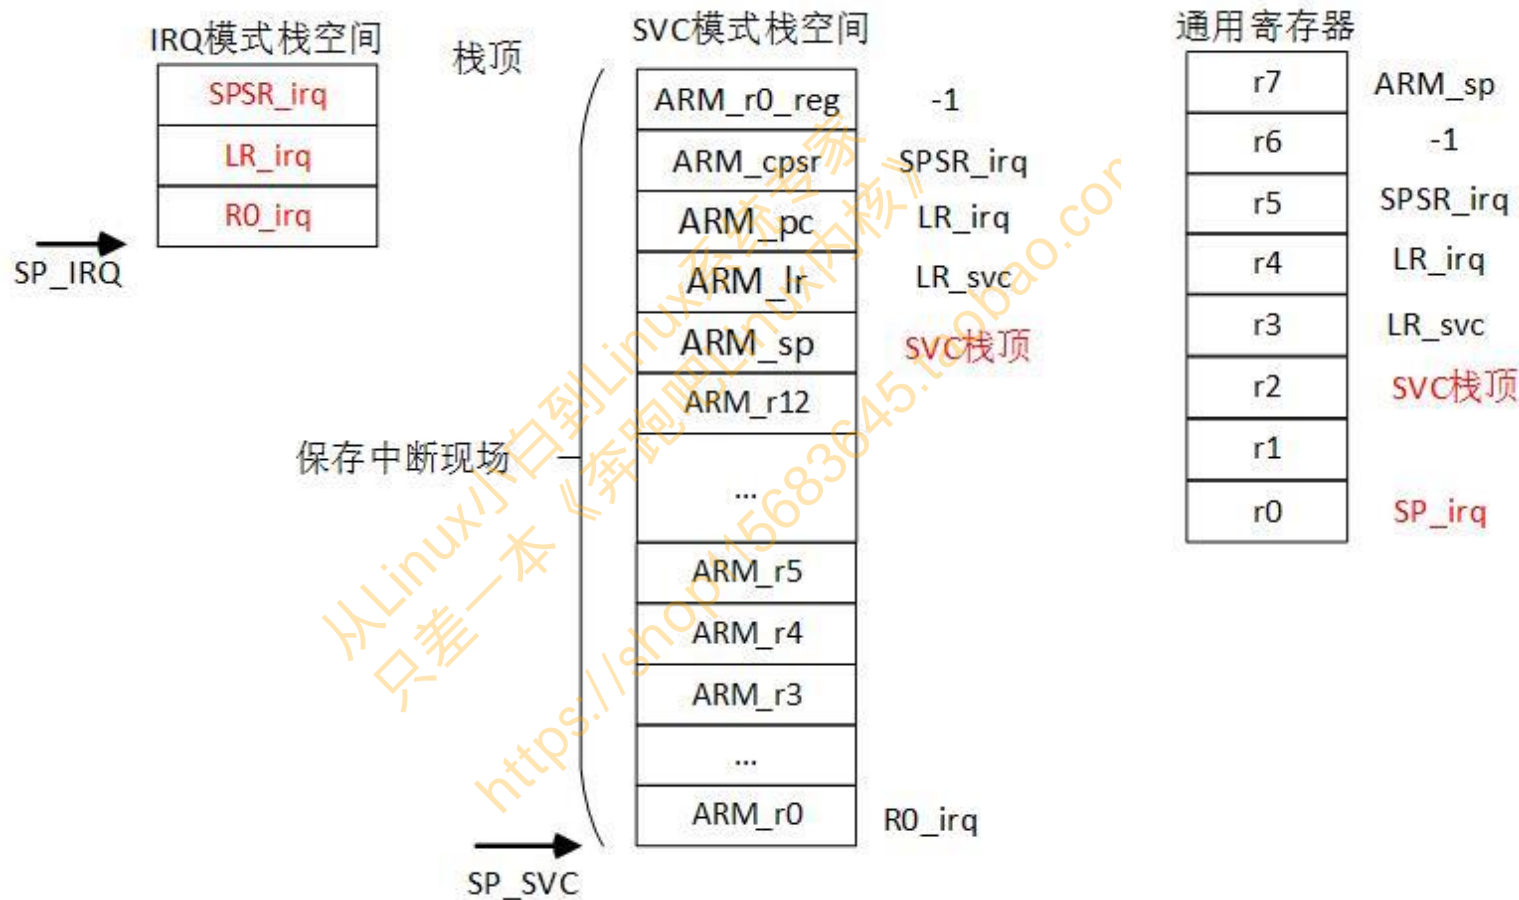 IRQ模式栈空间
SPSR_irq
LR_irq
R0_irq
SP_IRQ
栈顶
SVC模式栈空间
ARM_r0_reg
-1
ARM_cpsr
SPSR_irq
ARM_pc
LR_irq
ARM_lr
LR_svc
ARM_sp
SVC栈顶
ARM_r12
...
ARM_r5
ARM_r4
ARM_r3
...
ARM_r0
R0_irq
保存中断现场
SP_SVC
通用寄存器
r7
ARM_sp
r6
-1
r5
SPSR_irq
r4
LR_irq
r3
LR_svc
r2
SVC栈顶
r1
r0
SP_irq
从Linux小白到Linux系统专家
只差一本《奔跑吧Linux内核》
https://shop115683645.taobao.com